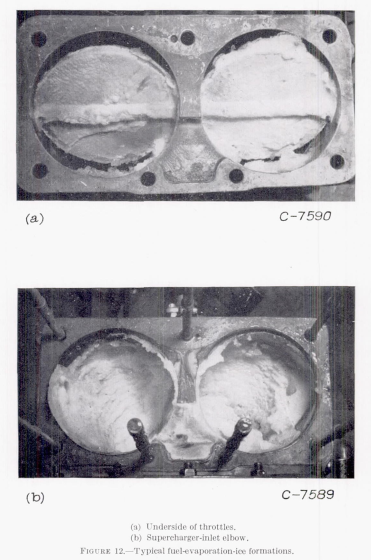 (a)
C-7590
(b)
C-7589
(a) Underside of throttles.
(b) Supercharger-inlet elbow.
FIGURE 12.—Typical fuel-evaporation-ice formations.